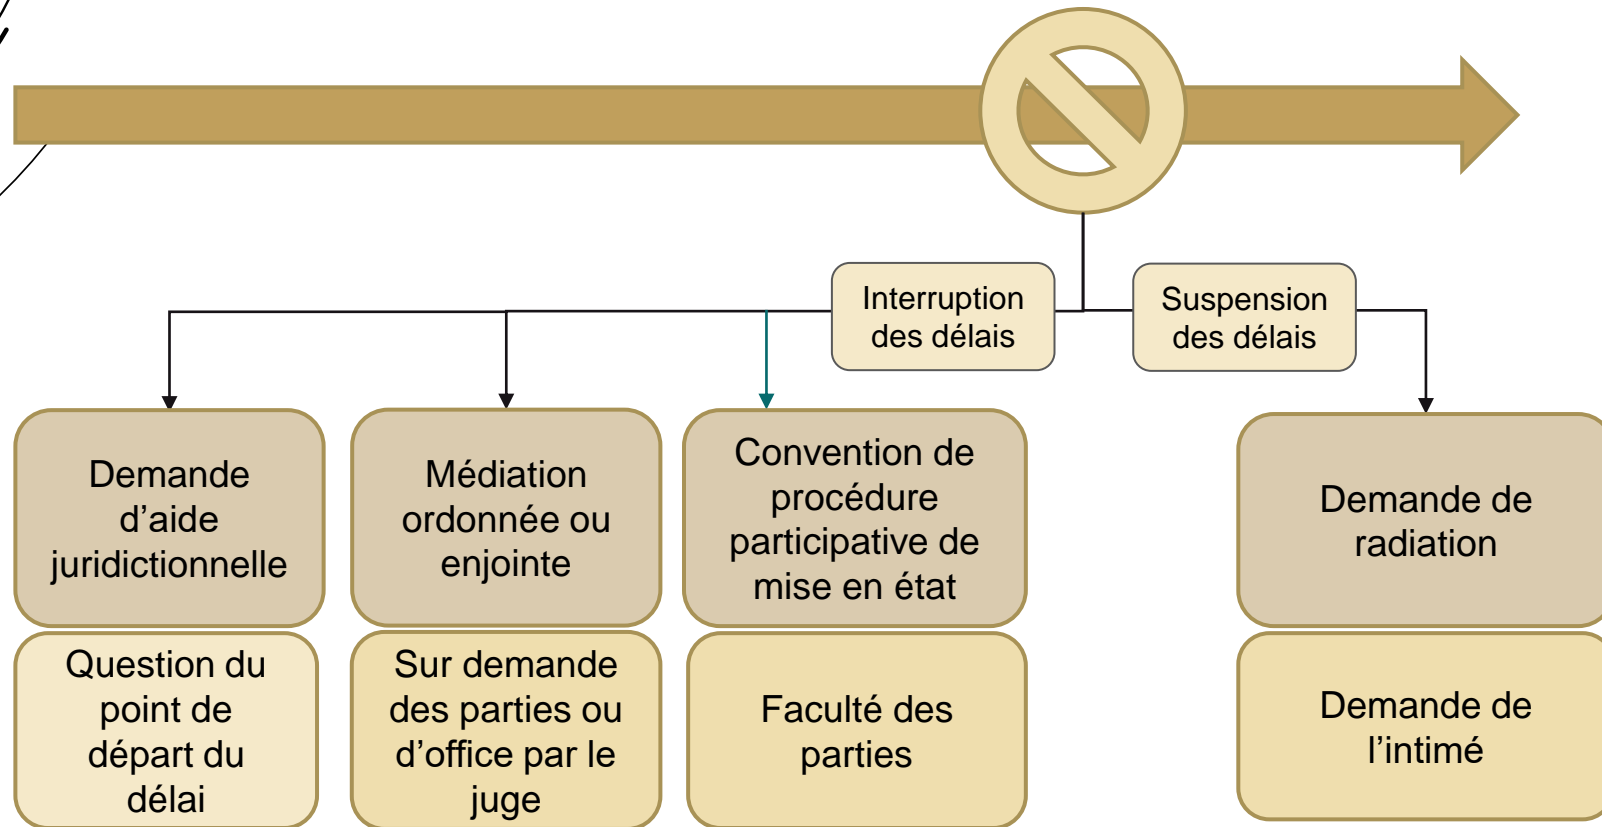 Interruption
des délais
Suspension
des délais
Demande
d’aide
juridictionnelle
Médiation
ordonnée ou
enjointe
Convention de
procédure
participative de
mise en état
Demande de
radiation
Question du
point de
départ du
délai
Sur demande
des parties ou
d’office par le
juge
Faculté des
parties
Demande de
l’intimé